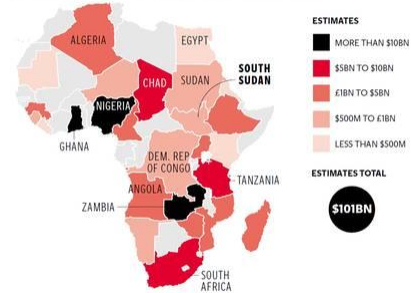 ALGERIA
EGYPT
CHAD
SUDAN
SOUTH
SUDAN
NIGERIA
GHANA
DEM. REP
OF CONGO
ANGOLA
TANZANIA
ZAMBIA
SOUTH
AFRICA
ESTIMATES
MORE THAN $10BN
$5BN TO $10BN
£1BN TO $5BN
$500M TO £1BN
LESS THAN $500M
ESTIMATES TOTAL
$101BN